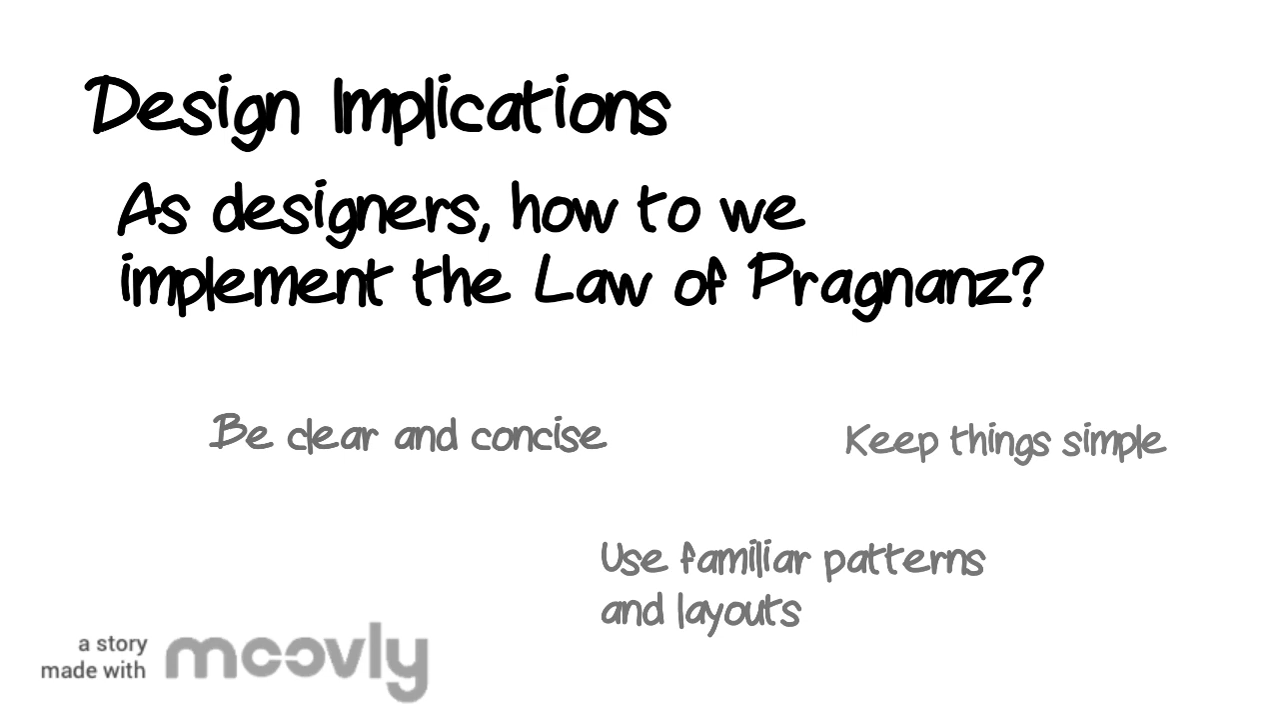 Design Implications
As designers, how to we
implement the Law of Pragnanz?
Be clear and concise
Keep things simple
Use familiar patterns
and layouts
a story
made with
moovly